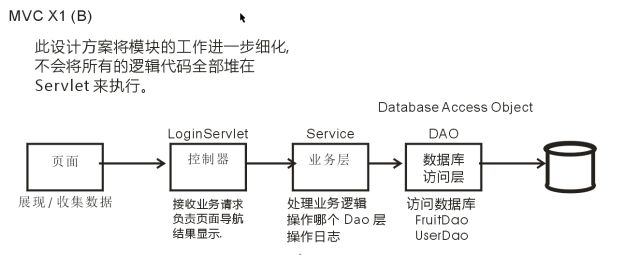 MVC X1 (B)
此设计方案将模块的工作进一步细化,
不会将所有的逻辑代码全部堆在
Servlet 来执行。
Database Access Object
LoginServlet
Service
DAO
页面
控制器
业务层
数据库
访问层
展现/收集数据
接收业务请求
负责页面导航
结果显示.
处理业务逻辑
操作哪个 Dao 层
操作日志
访问数据库
FruitDao
UserDao